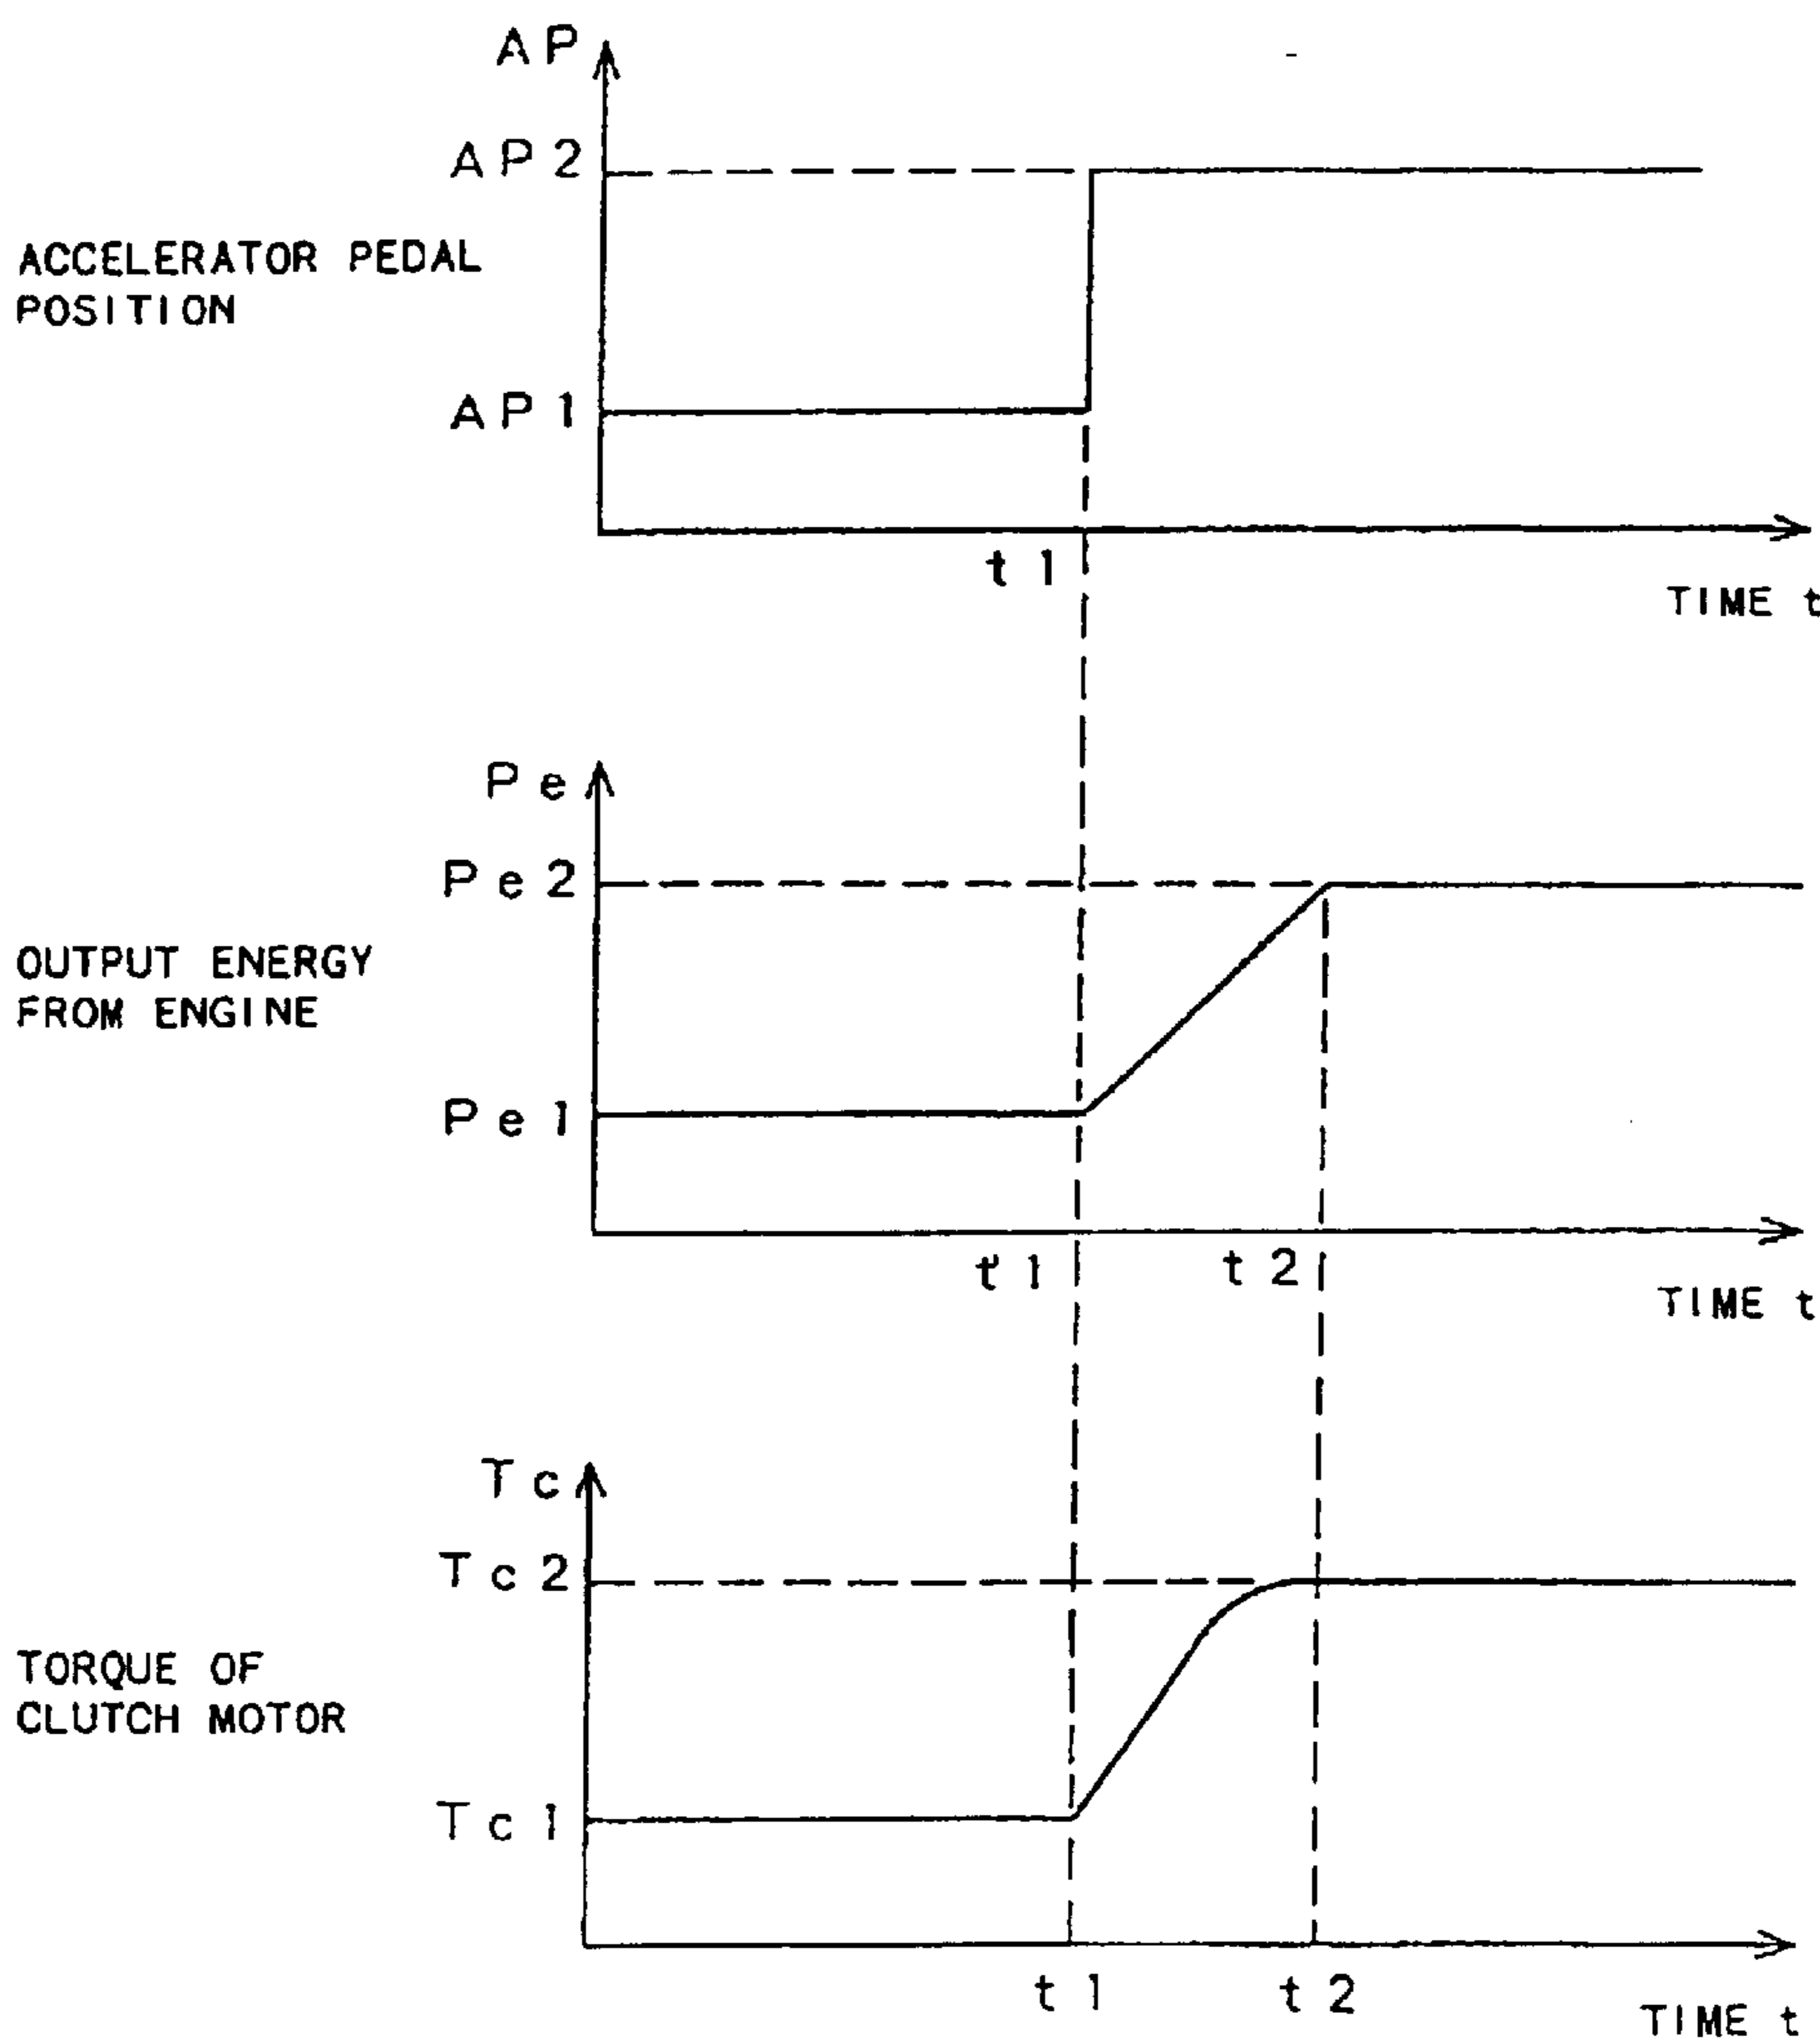 AP
AP2
ACCELERATOR PEDAL
POSITION
AP1
t1
TIME t
Pe
Pe2
OUTPUT ENERGY
FROM ENGINE
Pe1
t1
t2
TIME t
Tc
Tc2
TORQUE OF
CLUTCH MOTOR
Tc1
t1
t2
TIME t